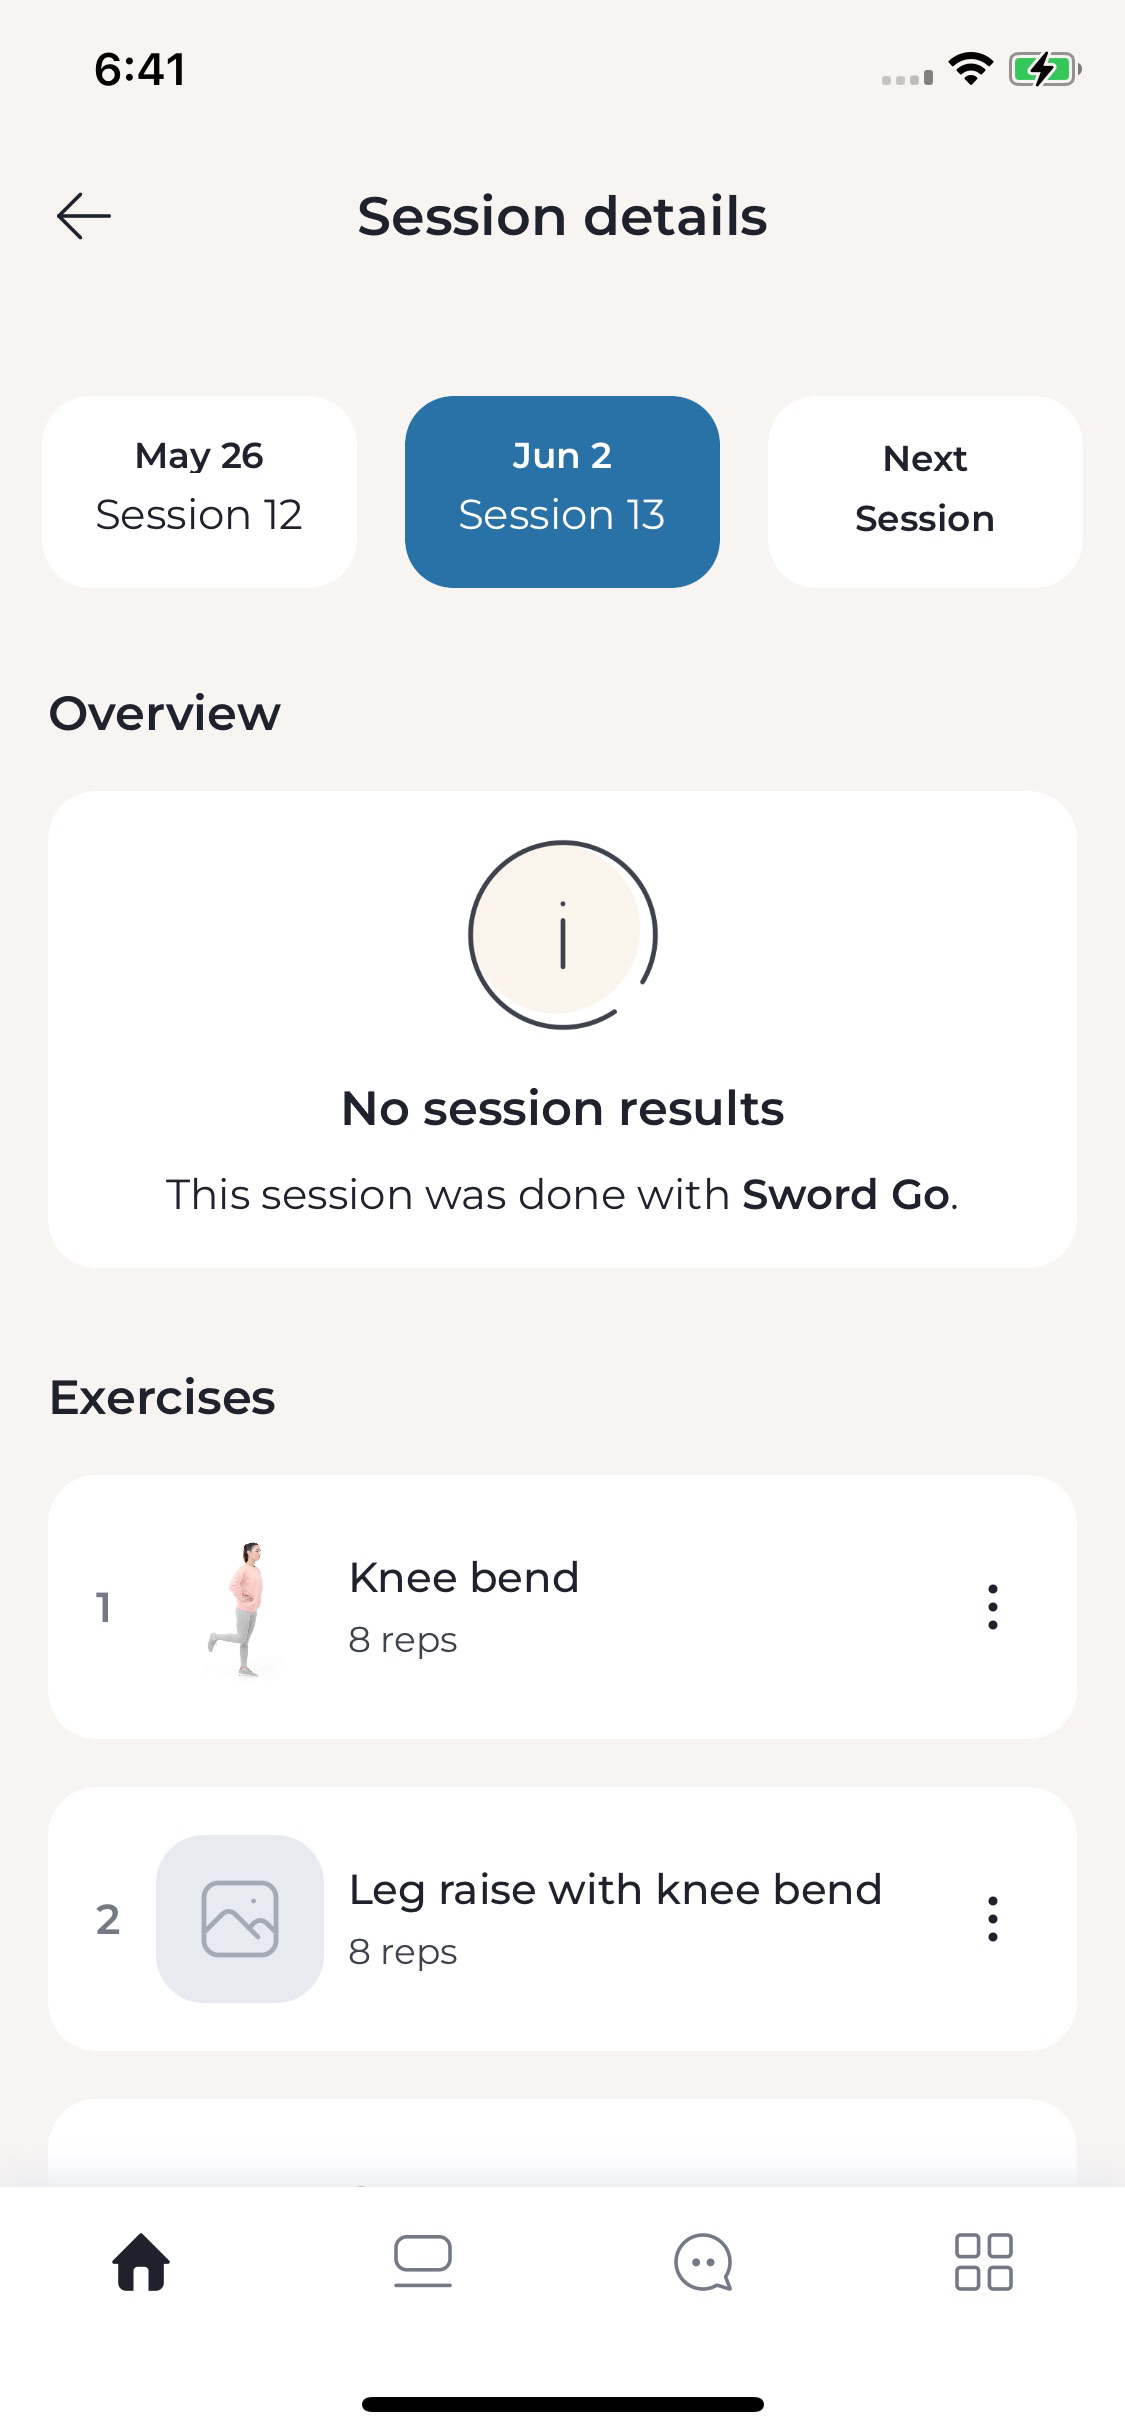 6:41
Session details
May 26
Session 12
Jun 2
Session 13
Next
Session
Overview
No session results
This session was done with Sword Go.
Exercises
1
Knee bend
8 reps
2
Leg raise with knee bend
8 reps